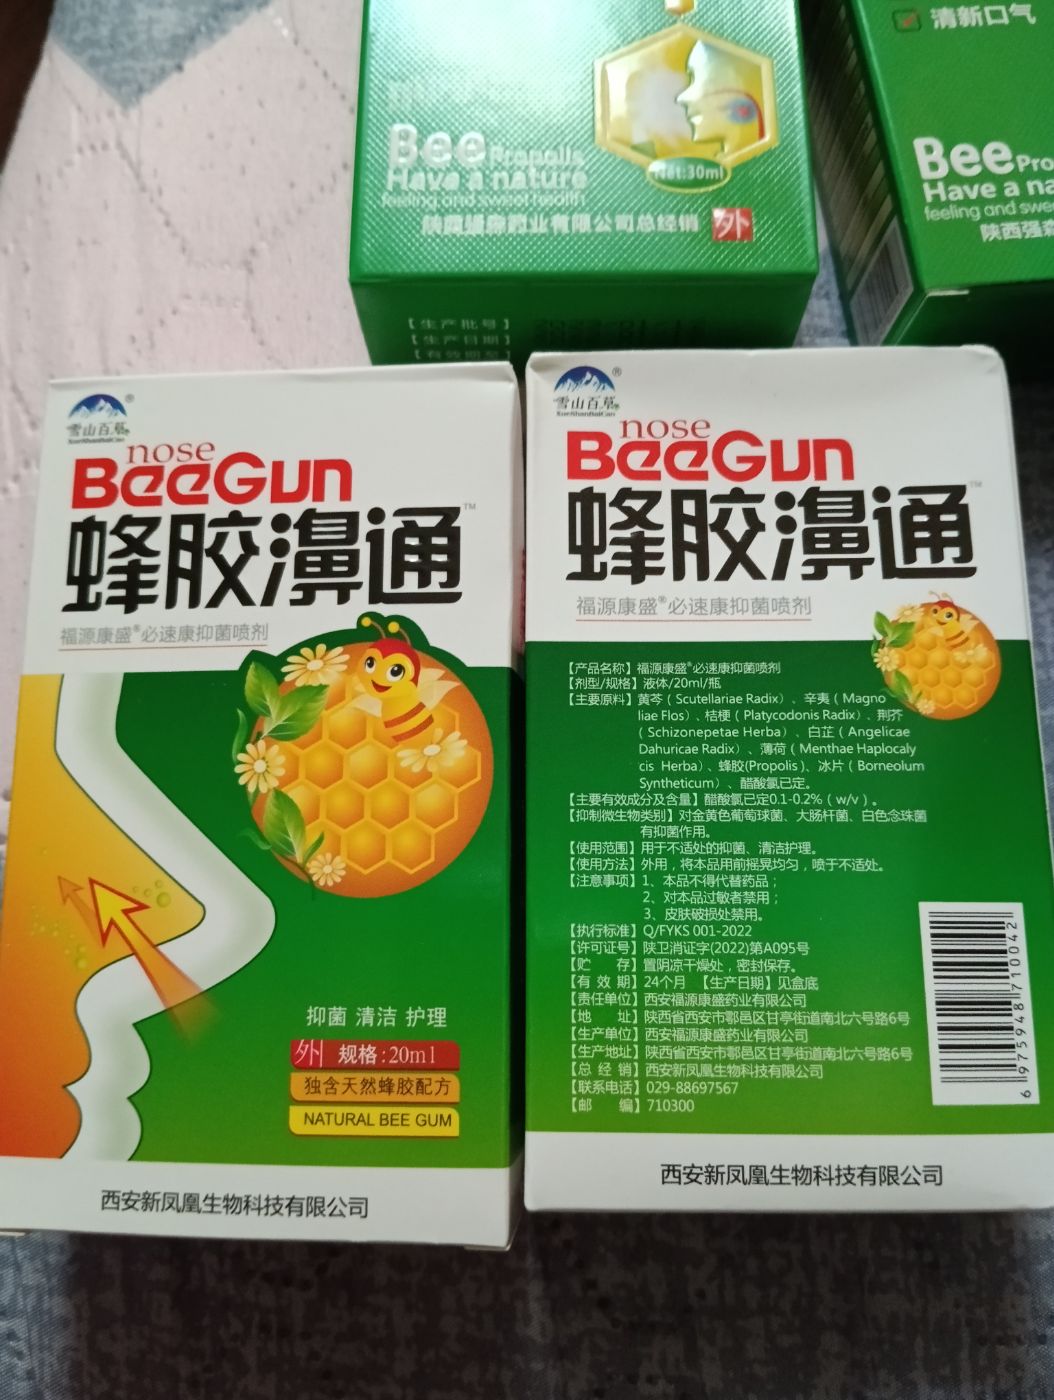 清新口气
Bee Propolis
Have a nature
feeling and sweet health
Net:30ml
陕西强森药业有限公司总经销
外
【生产批号】
【生产日期】
【有效期至】
Bee Pro
Have a na
feeling and swe
陕西强森
雪山百草®
XueShanBaiCao
nose
BeeGun
蜂胶濞通™
福源康盛®必速康抑菌喷剂
抑菌 清洁 护理
外 规格:20ml
独含天然蜂胶配方
NATURAL BEE GUM
西安新凤凰生物科技有限公司
雪山百草®
XueShanBaiCao
nose
BeeGun
蜂胶濞通™
福源康盛®必速康抑菌喷剂
【产品名称】福源康盛®必速康抑菌喷剂
【剂型/规格】液体/20ml/瓶
【主要原料】黄芩（Scutellariae Radix）、辛夷（Magno
liae Flos）、桔梗（Platycodonis Radix）、荆芥
（Schizonepetae Herba）、白芷（Angelicae
Dahuricae Radix）、薄荷（Menthae Haplocaly
cis Herba）、蜂胶(Propolis)、冰片（Borneolum
Syntheticum）、醋酸氯已定。
【主要有效成分及含量】醋酸氯已定0.1-0.2%（w/v）。
【抑制微生物类别】对金黄色葡萄球菌、大肠杆菌、白色念珠菌
有抑菌作用。
【使用范围】用于不适处的抑菌、清洁护理。
【使用方法】外用，将本品用前摇晃均匀，喷于不适处。
【注意事项】1、本品不得代替药品；
2、对本品过敏者禁用；
3、皮肤破损处禁用。
【执行标准】Q/FYKS 001-2022
【许可证号】陕卫消证字(2022)第A095号
【贮 存】置阴凉干燥处，密封保存。
【有 效 期】24个月 【生产日期】见盒底
【责任单位】西安福源康盛药业有限公司
【地 址】陕西省西安市鄠邑区甘亭街道南北六号路6号
【生产单位】西安福源康盛药业有限公司
【生产地址】陕西省西安市鄠邑区甘亭街道南北六号路6号
【总 经 销】西安新凤凰生物科技有限公司
【联系电话】029-88697567
【邮 编】710300
6 975948 710042
西安新凤凰生物科技有限公司